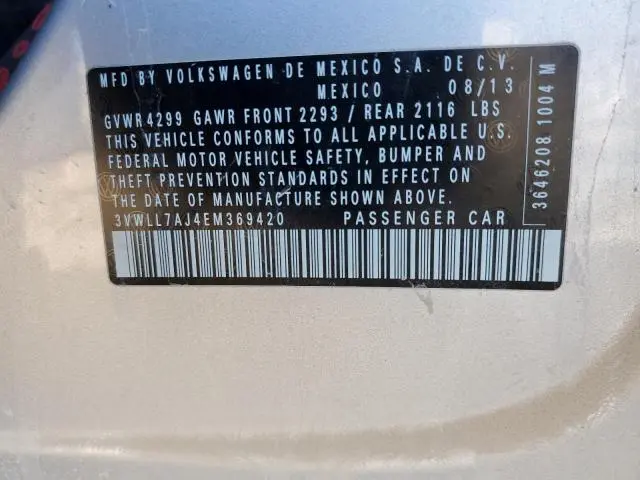 MFD BY VOLKSWAGEN DE MEXICO S.A. DE C.V.
MEXICO 08/13
GVWR4299 GAWR FRONT 2293 / REAR 2116 LBS
THIS VEHICLE CONFORMS TO ALL APPLICABLE U.S.
FEDERAL MOTOR VEHICLE SAFETY, BUMPER AND
THEFT PREVENTION STANDARDS IN EFFECT ON
THE DATE OF MANUFACTURE SHOWN ABOVE.
3VWLL7AJ4EM369420 PASSENGER CAR
3646208 1004 M